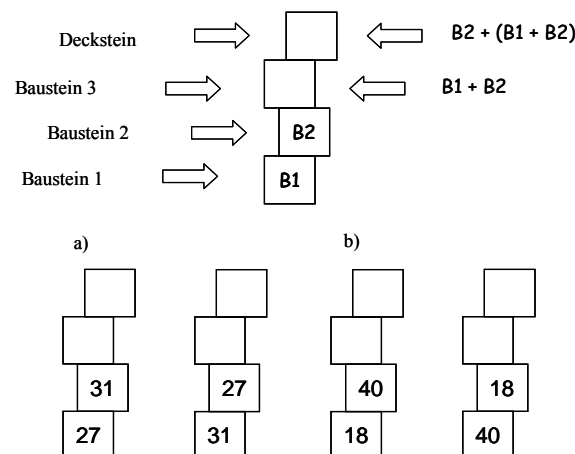 Deckstein B2 + (B1 + B2)
Baustein 3 B1 + B2
Baustein 2 B2
Baustein 1 B1
a) b)
31 27 40 18
27 31 18 40